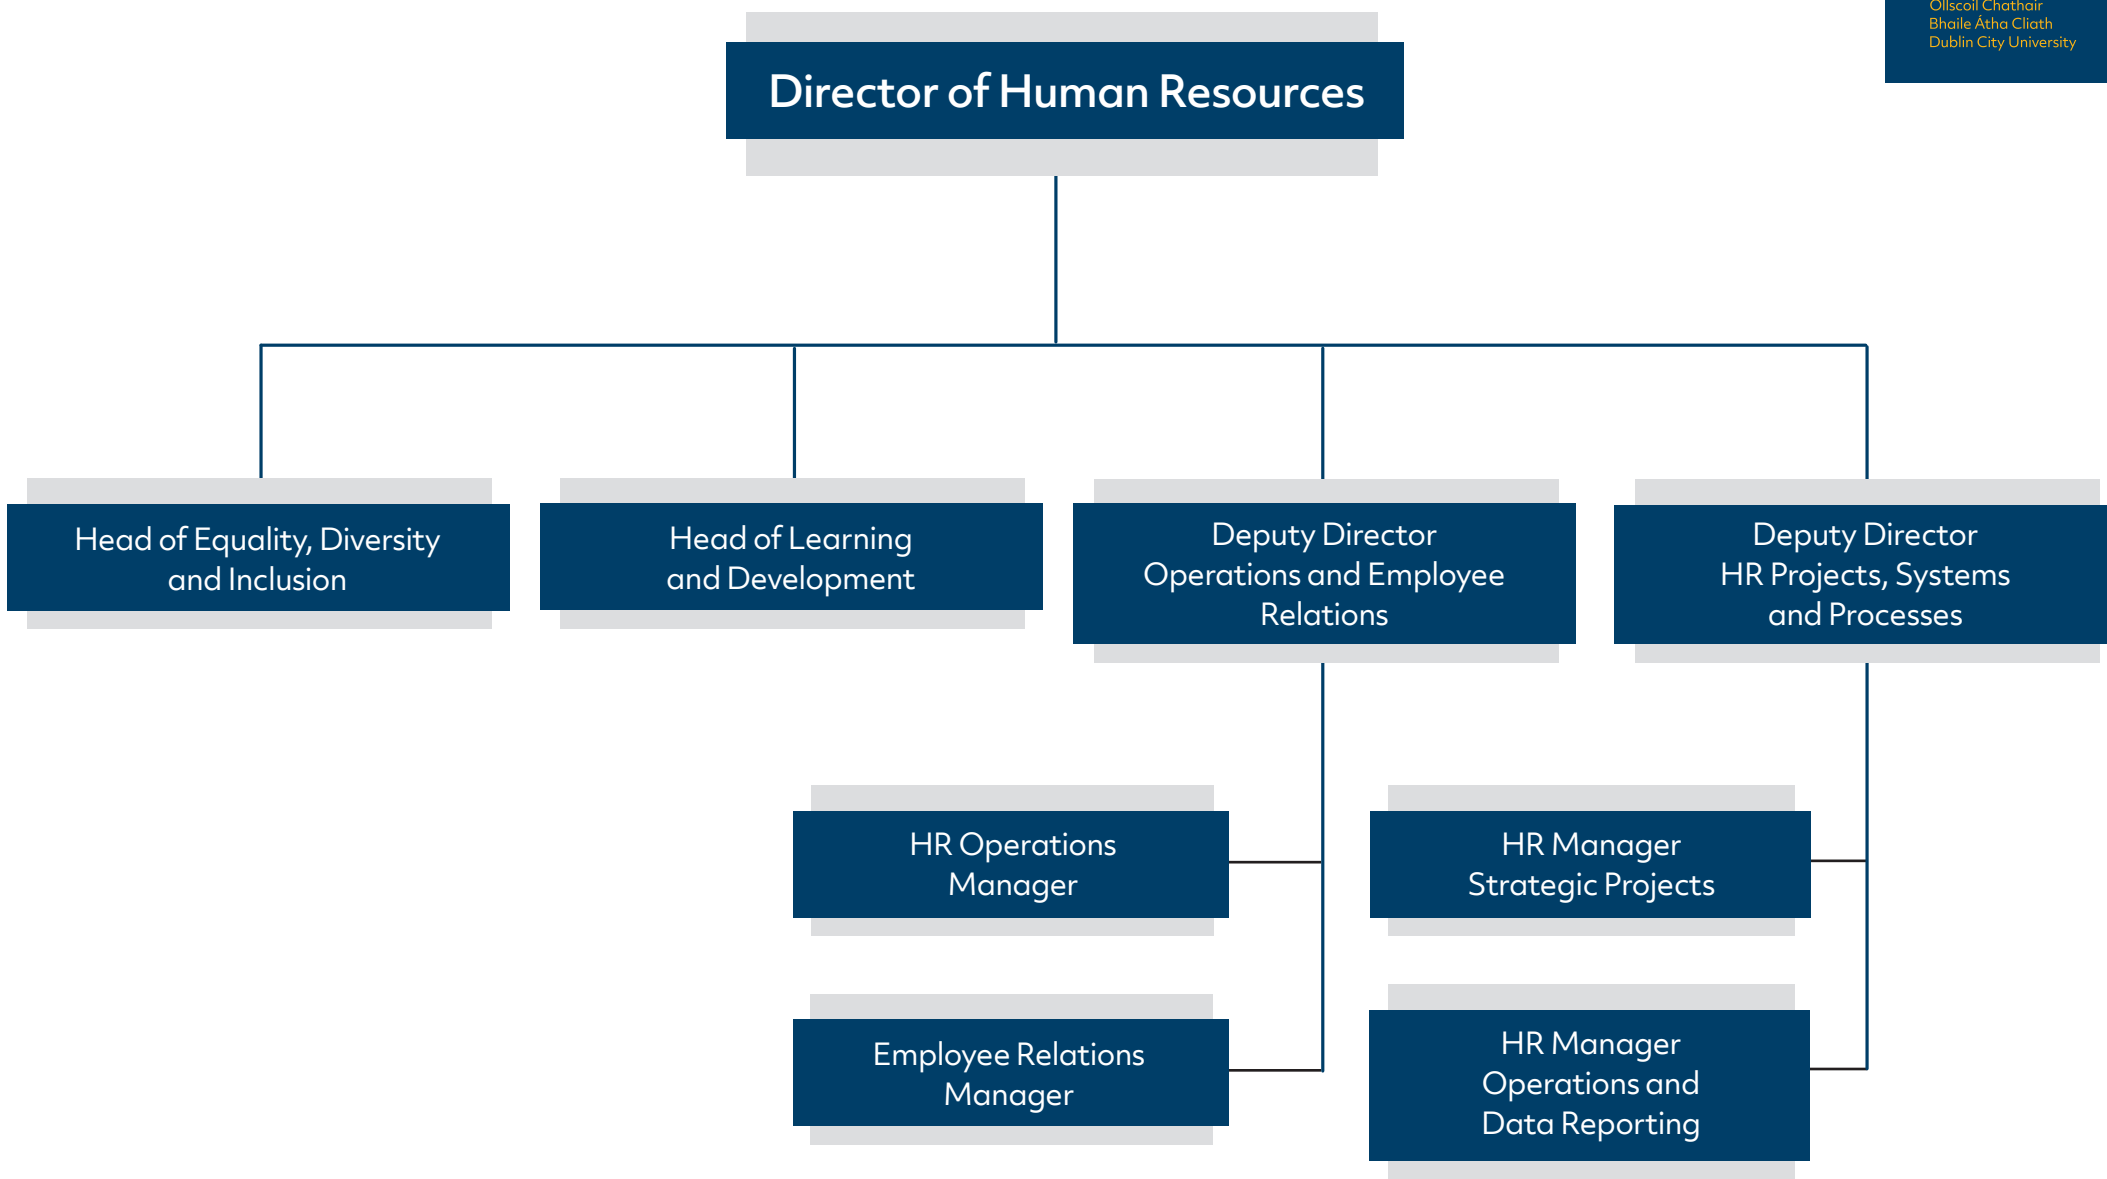 Ollscoil Chathair
Bhaile Átha Cliath
Dublin City University
Director of Human Resources
Head of Equality, Diversity
and Inclusion
Head of Learning
and Development
Deputy Director
Operations and Employee
Relations
Deputy Director
HR Projects, Systems
and Processes
HR Operations
Manager
HR Manager
Strategic Projects
Employee Relations
Manager
HR Manager
Operations and
Data Reporting